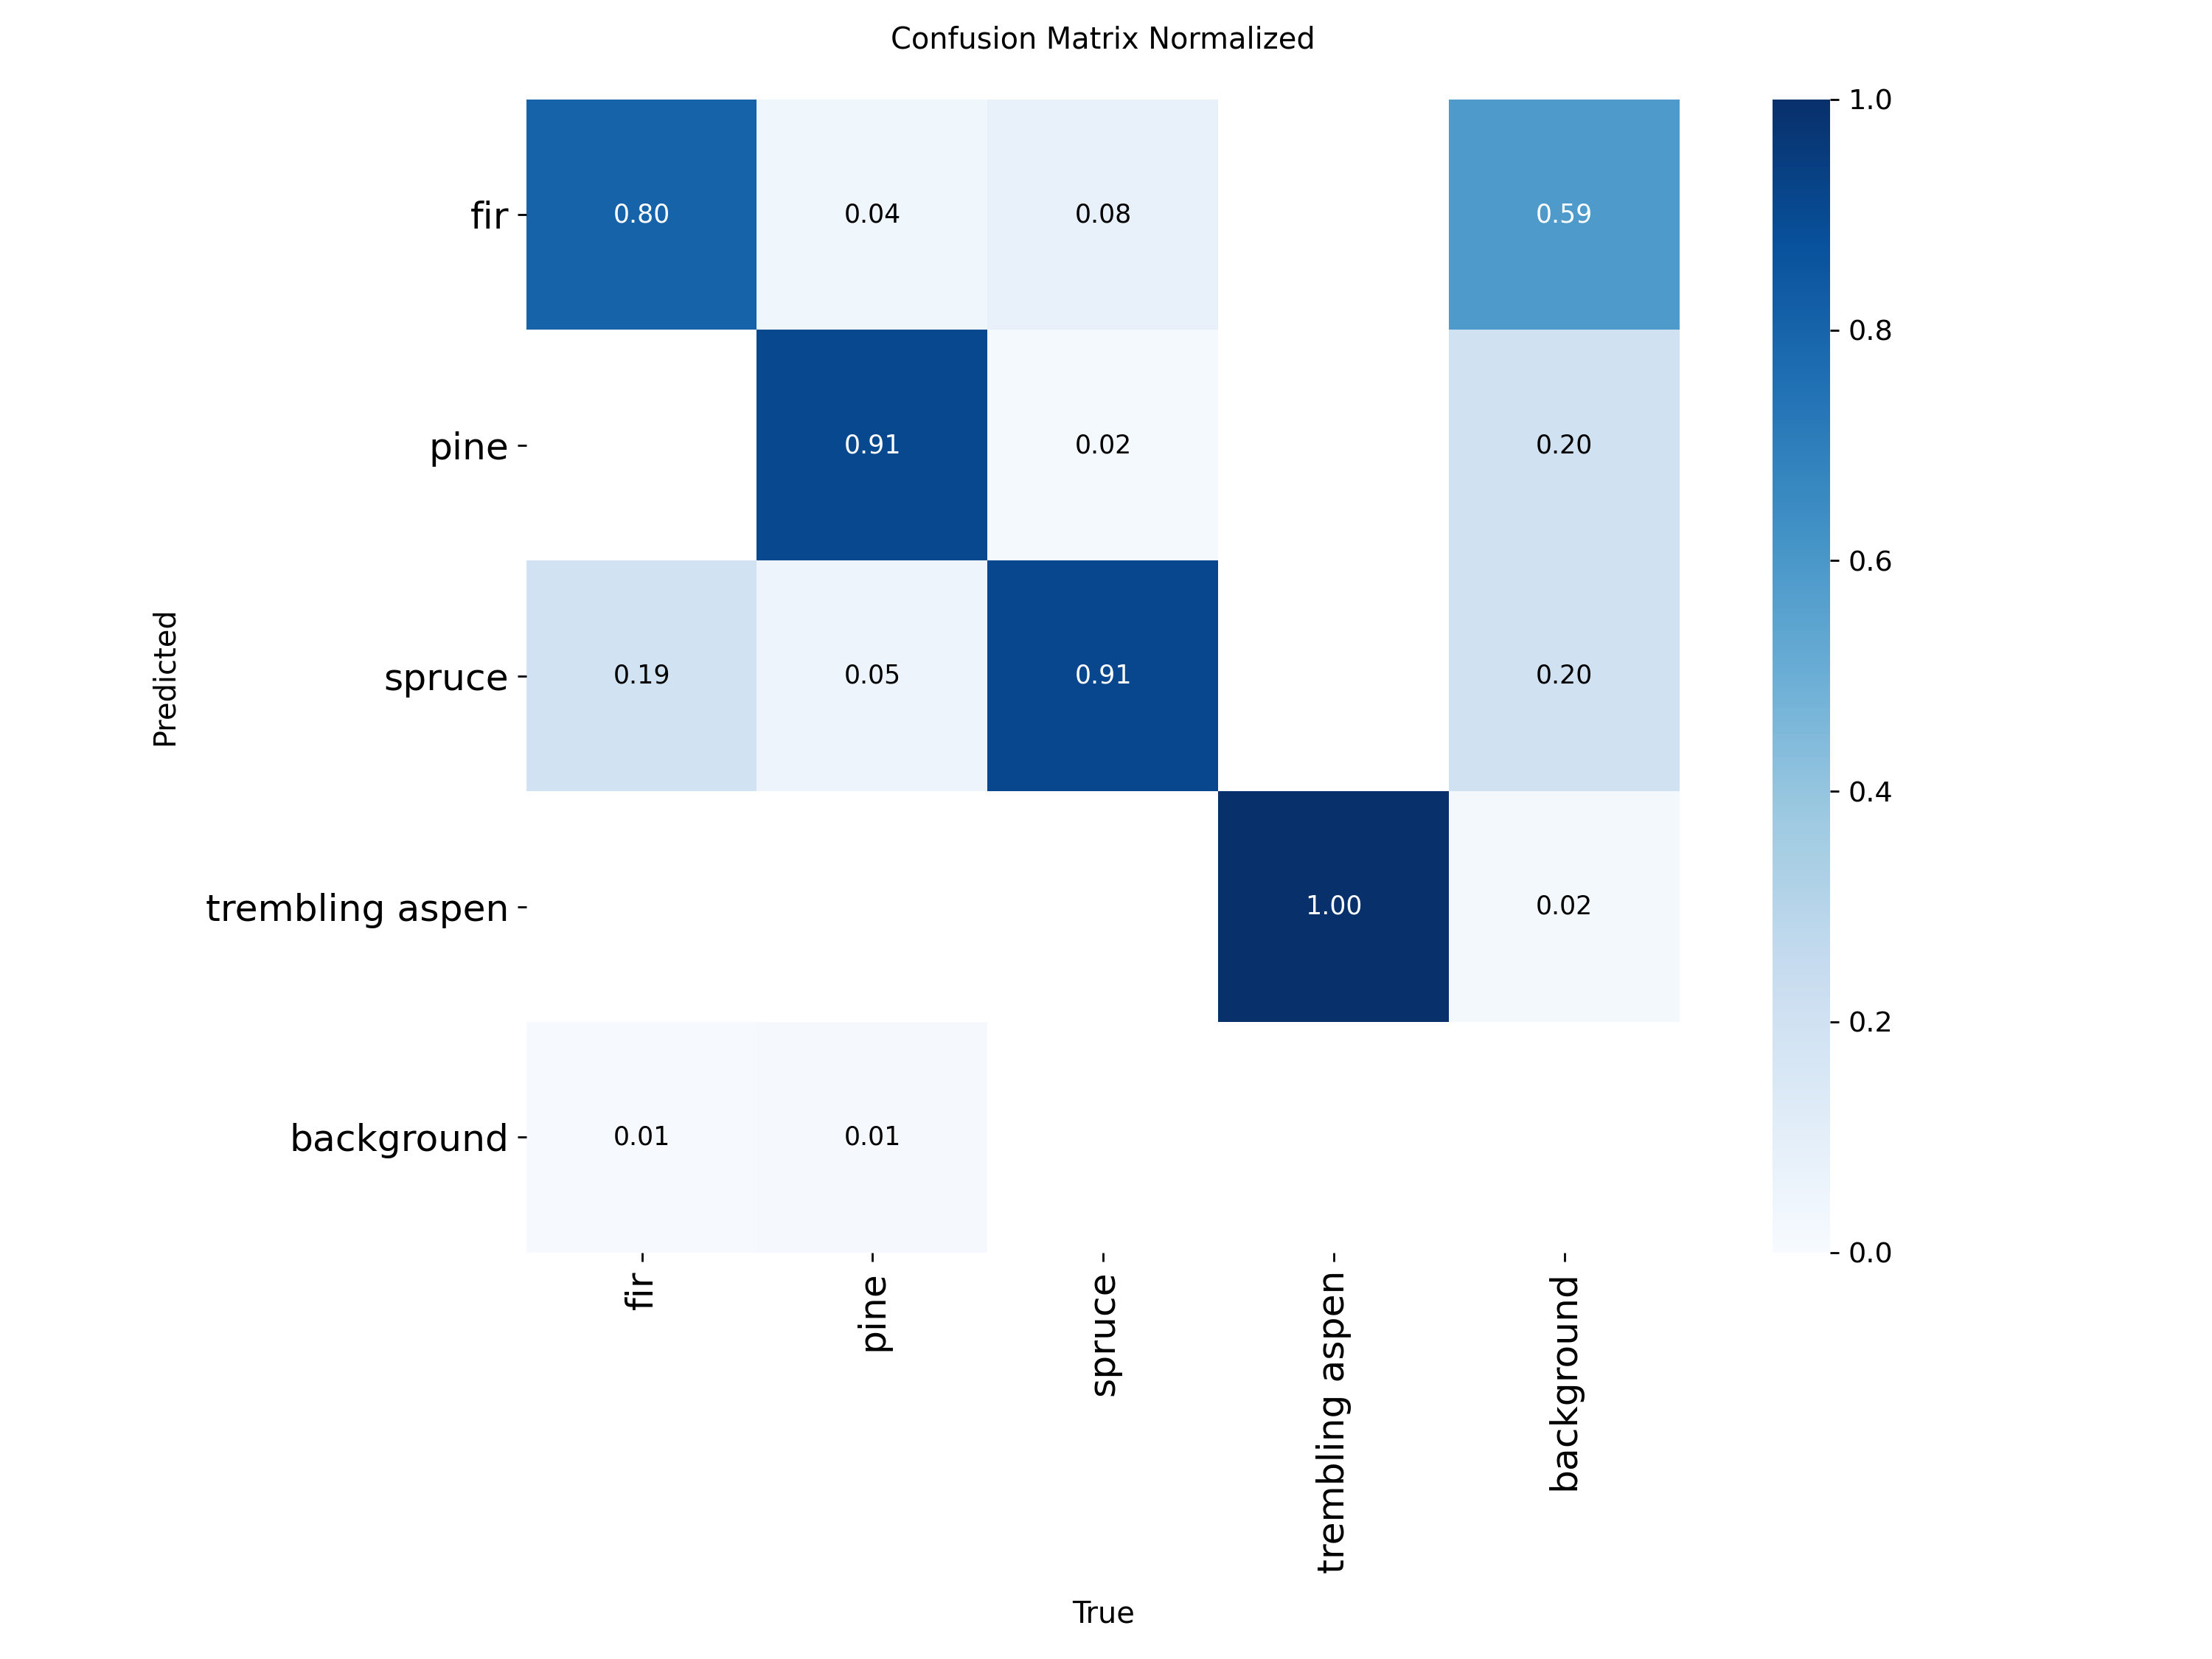 Confusion Matrix Normalized
fir
0.80
0.04
0.08
0.59
pine
0.91
0.02
0.20
spruce
0.19
0.05
0.91
0.20
trembling aspen
1.00
0.02
background
0.01
0.01
fir
pine
spruce
trembling aspen
background
True
Predicted
1.0
0.8
0.6
0.4
0.2
0.0